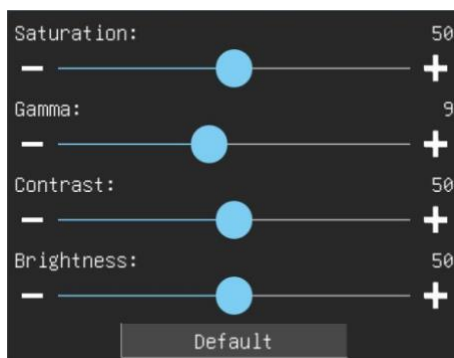 Saturation: 50
Gamma: 9
Contrast: 50
Brightness: 50
Default